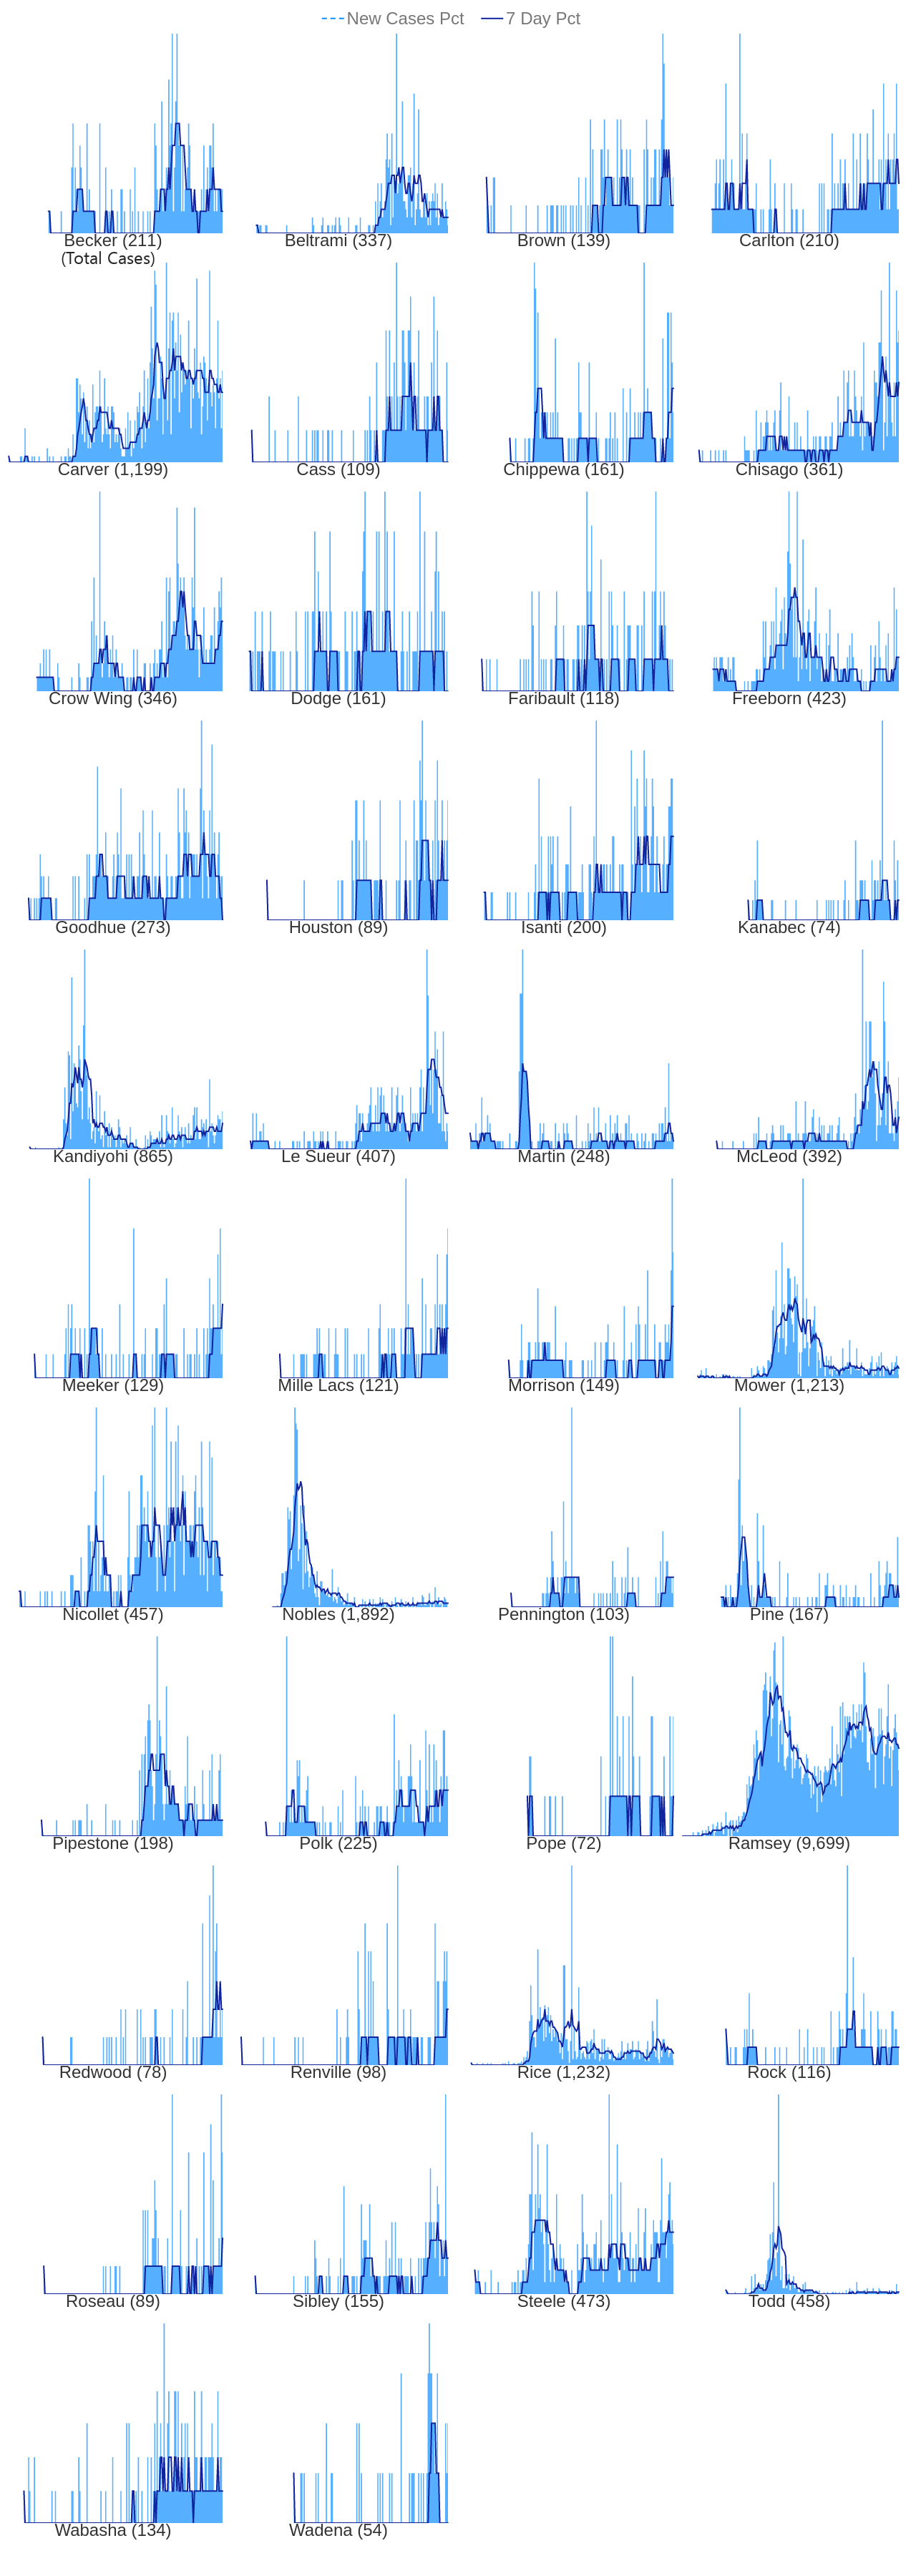 New Cases Pct 7 Day Pct
Becker (211) Beltrami (337) Brown (139) Carlton (210)
(Total Cases)
Carver (1,199) Cass (109) Chippewa (161) Chisago (361)
Crow Wing (346) Dodge (161) Faribault (118) Freeborn (423)
Goodhue (273) Houston (89) Isanti (200) Kanabec (74)
Kandiyohi (865) Le Sueur (407) Martin (248) McLeod (392)
Meeker (129) Mille Lacs (121) Morrison (149) Mower (1,213)
Nicollet (457) Nobles (1,892) Pennington (103) Pine (167)
Pipestone (198) Polk (225) Pope (72) Ramsey (9,699)
Redwood (78) Renville (98) Rice (1,232) Rock (116)
Roseau (89) Sibley (155) Steele (473) Todd (458)
Wabasha (134) Wadena (54)